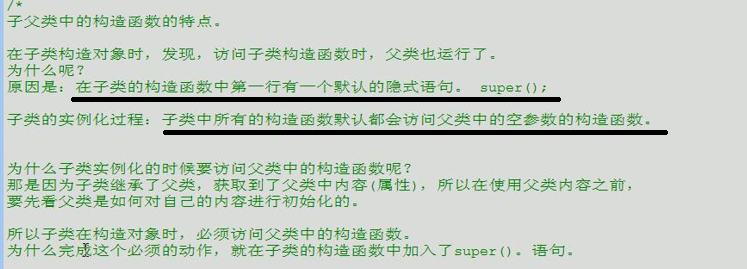 /*
子父类中的构造函数的特点。
在子类构造对象时，发现，访问子类构造函数时，父类也运行了。
为什么呢？
原因是：在子类的构造函数中第一行有一个默认的隐式语句。 super();
子类的实例化过程：子类中所有的构造函数默认都会访问父类中的空参数的构造函数。
为什么子类实例化的时候要访问父类中的构造函数呢？
那是因为子类继承了父类，获取到了父类中内容(属性)，所以在使用父类内容之前，
要先看父类是如何对自己的内容进行初始化的。
所以子类在构造对象时，必须访问父类中的构造函数。
为什么完成这个必须的动作，就在子类的构造函数中加入了super()。语句。